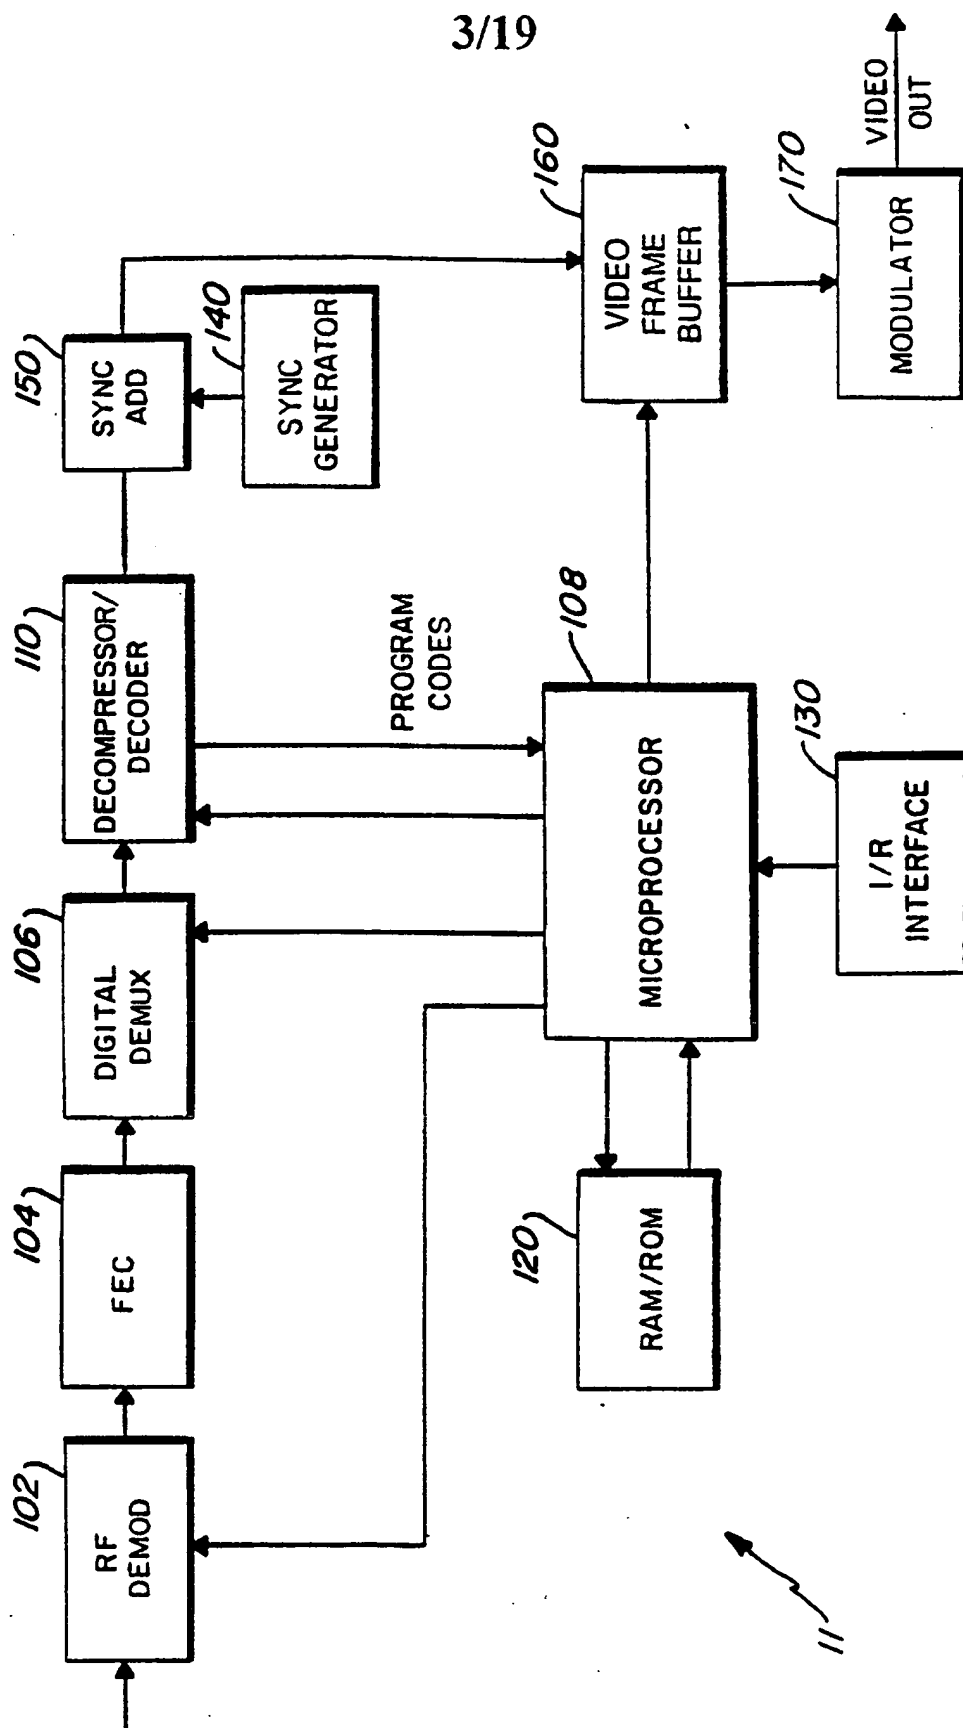 3/19
102
RF
DEMOD
104
FEC
106
DIGITAL
DEMUX
110
DECOMPRESSOR/
DECODER
150
SYNC
ADD
140
SYNC
GENERATOR
PROGRAM
CODES
120
RAM/ROM
108
MICROPROCESSOR
160
VIDEO
FRAME
BUFFER
130
I/R
INTERFACE
170
MODULATOR
VIDEO
OUT
11